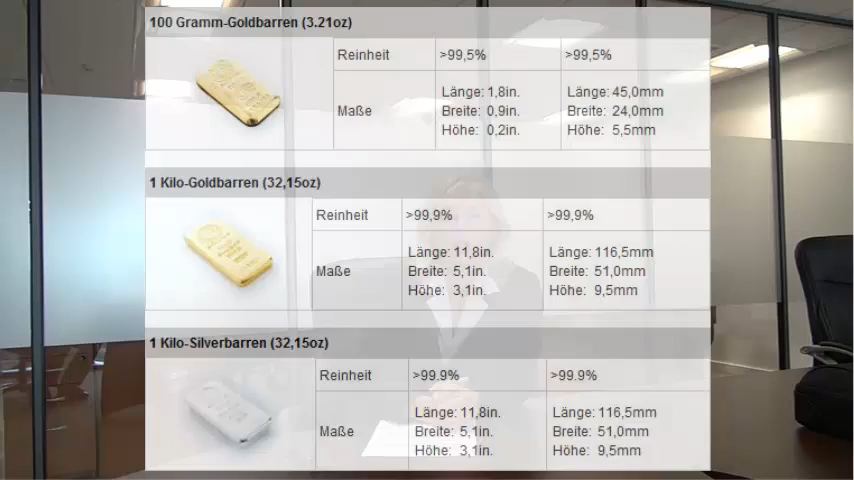 100 Gramm-Goldbarren (3.21oz)
Reinheit >99,5% >99,5%
Maße
Länge: 1,8in. Länge: 45,0mm
Breite: 0,9in. Breite: 24,0mm
Höhe: 0,2in. Höhe: 5,5mm
1 Kilo-Goldbarren (32,15oz)
Reinheit >99,9% >99,9%
Maße
Länge: 11,8in. Länge: 116,5mm
Breite: 5,1in. Breite: 51,0mm
Höhe: 3,1in. Höhe: 9,5mm
1 Kilo-Silverbarren (32,15oz)
Reinheit >99.9% >99.9%
Maße
Länge: 11,8in. Länge: 116,5mm
Breite: 5,1in. Breite: 51,0mm
Höhe: 3,1in. Höhe: 9,5mm